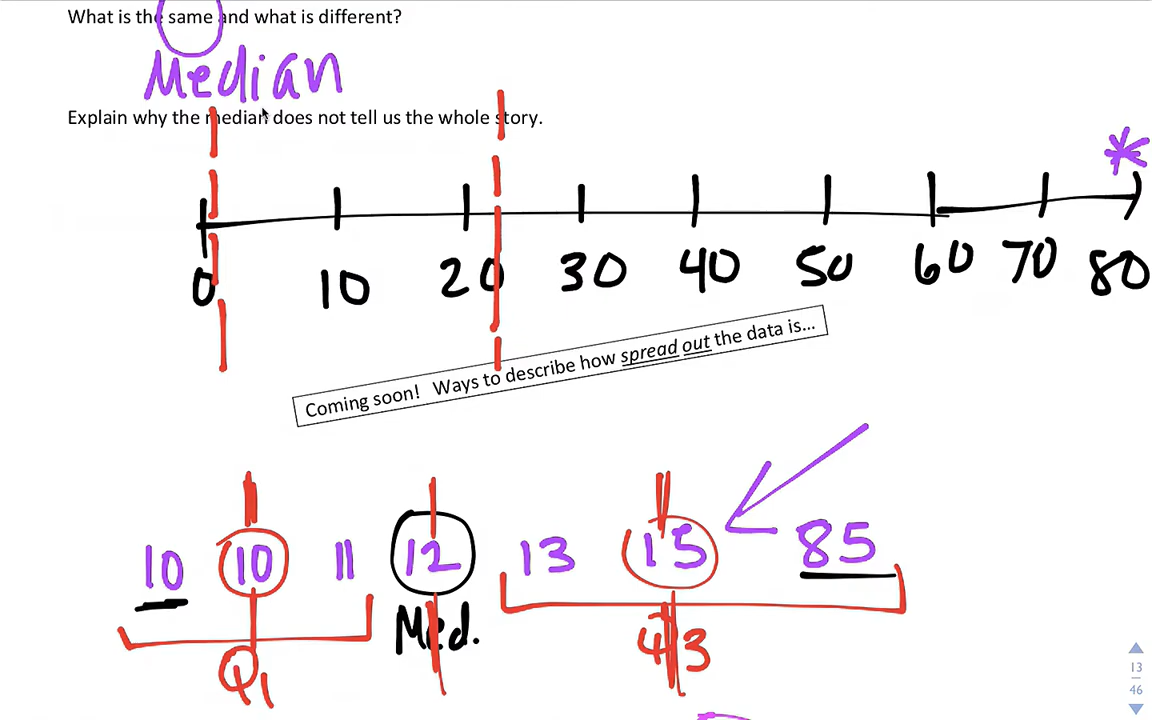 What is the same and what is different?
Median
Explain why the median does not tell us the whole story.
*
0 10 20 30 40 50 60 70 80
Coming soon! Ways to describe how spread out the data is...
10 10 11 12 13 15 85
Med.
Q1 Q3
13
46